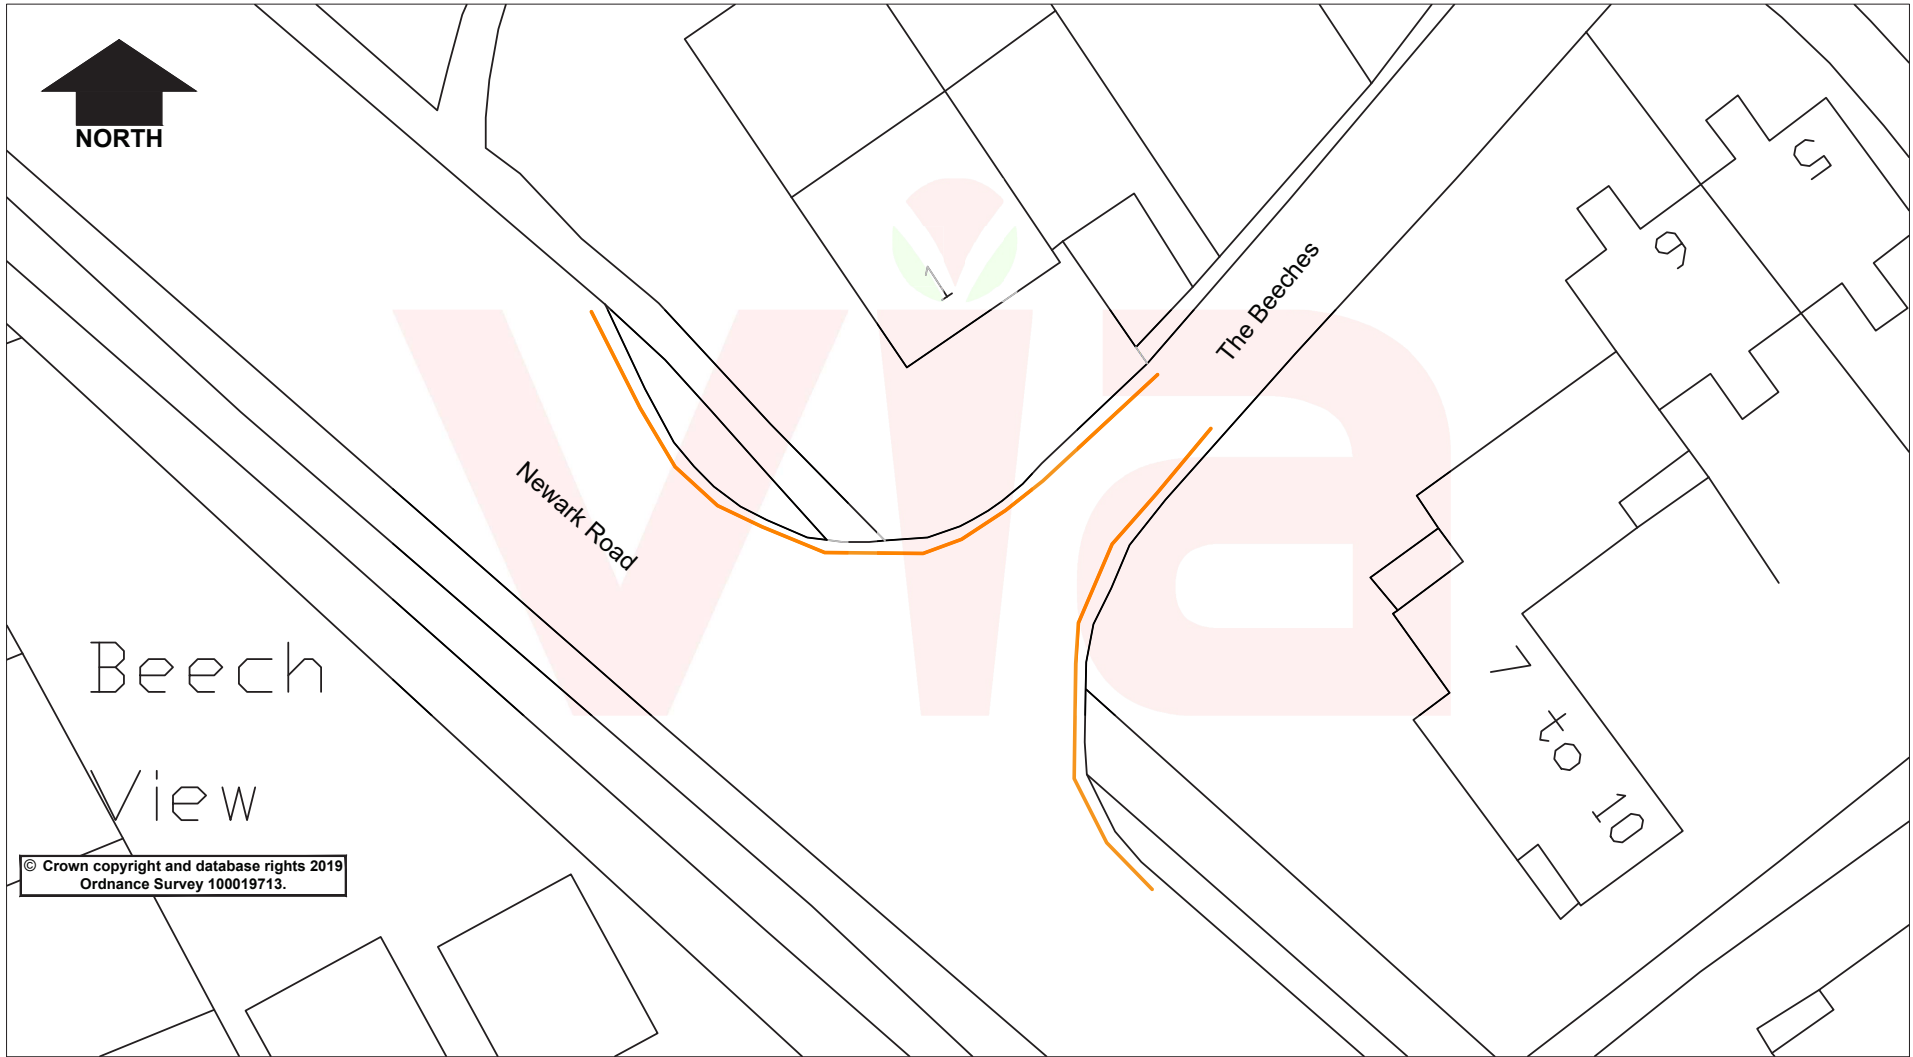 NORTH
5
6
1
The Beeches
Newark Road
via
Beech
View
7 to 10
© Crown copyright and database rights 2019
Ordnance Survey 100019713.